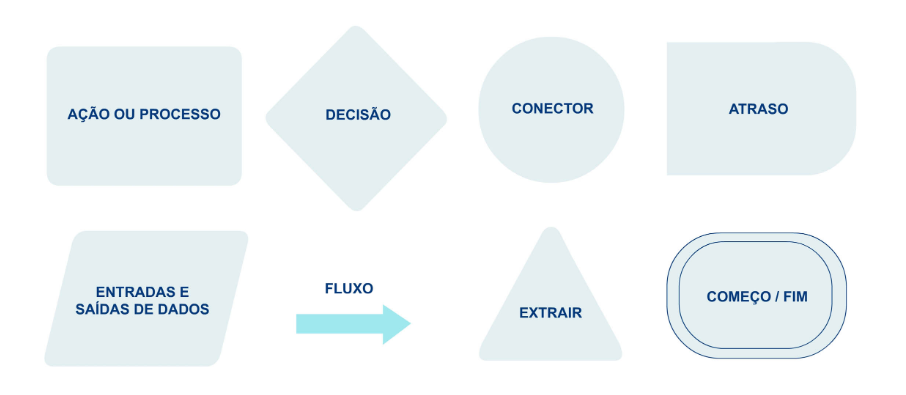 AÇÃO OU PROCESSO
DECISÃO
CONECTOR
ATRASO
ENTRADAS E
SAÍDAS DE DADOS
FLUXO
EXTRAIR
COMEÇO / FIM